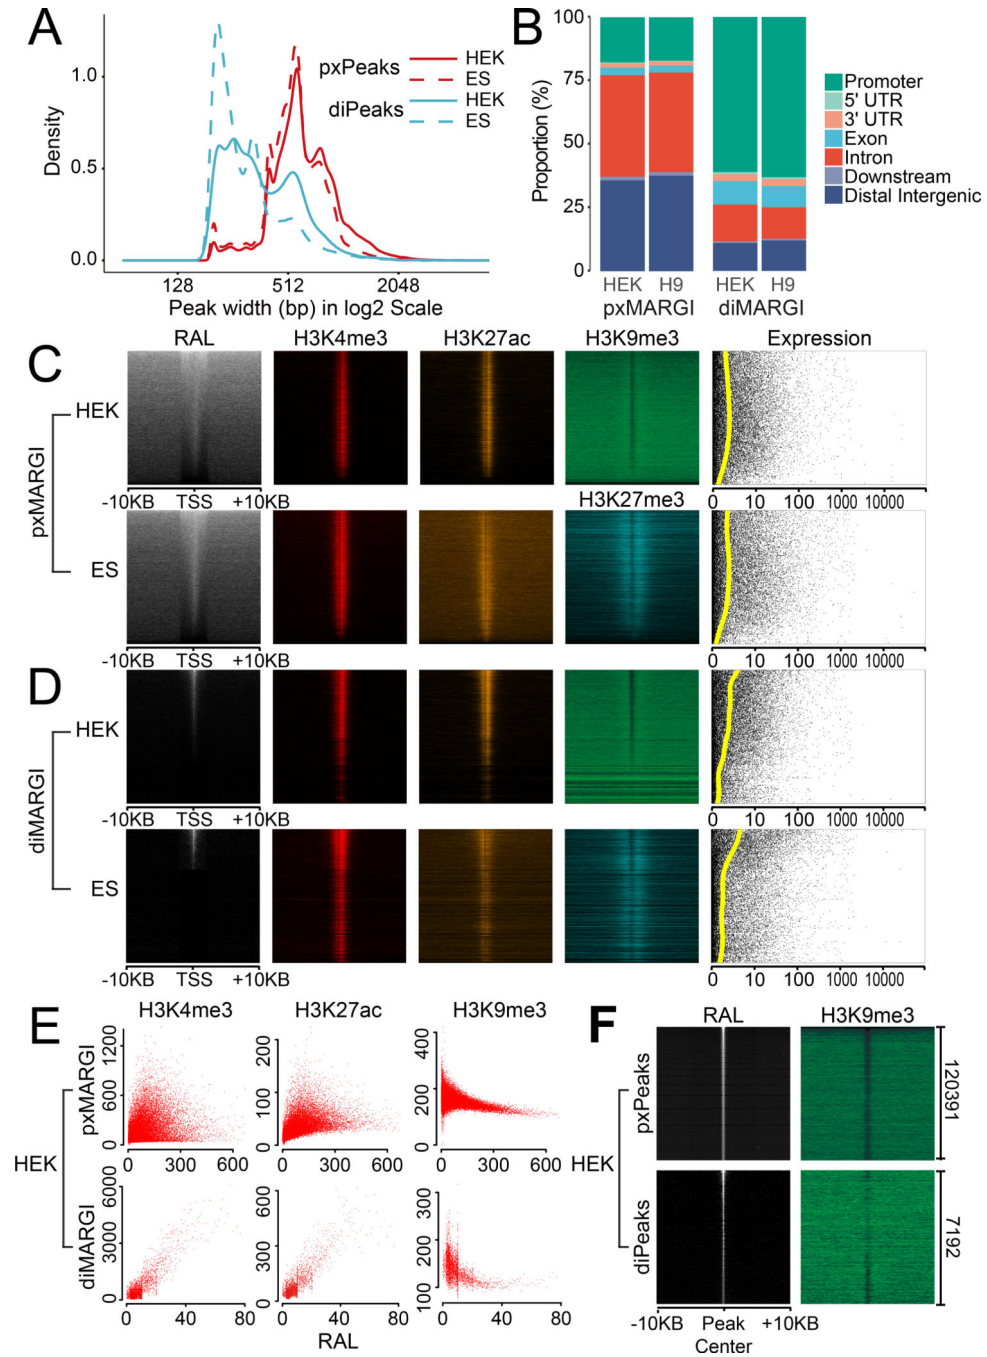 A
pxPeaks
HEK
ES
diPeaks
HEK
ES
Density
1.0
0.5
0.0
128
512
2048
Peak width (bp) in log2 Scale
B
Proportion (%)
100
75
50
25
0
HEK
H9
HEK
H9
pxMARGI
diMARGI
Promoter
5' UTR
3' UTR
Exon
Intron
Downstream
Distal Intergenic
C
RAL
H3K4me3
H3K27ac
H3K9me3
Expression
pxMARGI
HEK
-10KB
TSS
+10KB
0 10 100 1000 10000
H3K27me3
ES
-10KB
TSS
+10KB
0 10 100 1000 10000
D
diMARGI
HEK
-10KB
TSS
+10KB
0 10 100 1000 10000
ES
-10KB
TSS
+10KB
0 10 100 1000 10000
E
H3K4me3
H3K27ac
H3K9me3
HEK
pxMARGI
0 600 1200
0 300 600
0 100 200
0 300 600
0 200 400
0 300 600
diMARGI
0 3000 6000
0 40 80
0 300 600
0 40 80
100 200 300
0 40 80
RAL
F
RAL
H3K9me3
HEK
pxPeaks
120391
diPeaks
7192
-10KB
Peak
Center
+10KB